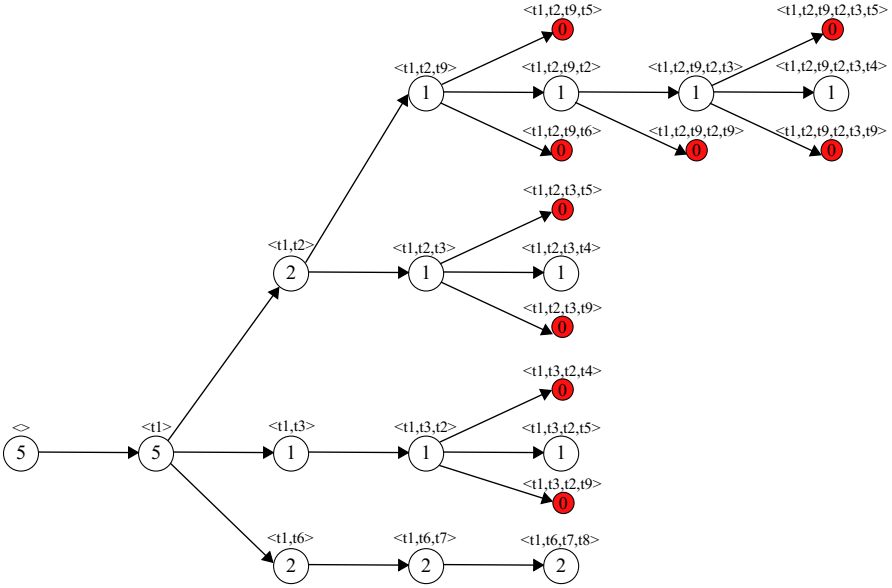 <t1,t2,t9,t5> <t1,t2,t9,t2,t3,t5>
0 0
<t1,t2,t9> <t1,t2,t9,t2> <t1,t2,t9,t2,t3> <t1,t2,t9,t2,t3,t4>
1 1 1 1
<t1,t2,t9,t6> <t1,t2,t9,t2,t9> <t1,t2,t9,t2,t3,t9>
0 0 0
<t1,t2,t3,t5>
0
<t1,t2> <t1,t2,t3> <t1,t2,t3,t4>
2 1 1
<t1,t2,t3,t9>
0
<t1,t3,t2,t4>
0
<> <t1> <t1,t3> <t1,t3,t2> <t1,t3,t2,t5>
5 5 1 1 1
<t1,t3,t2,t9>
0
<t1,t6> <t1,t6,t7> <t1,t6,t7,t8>
2 2 2